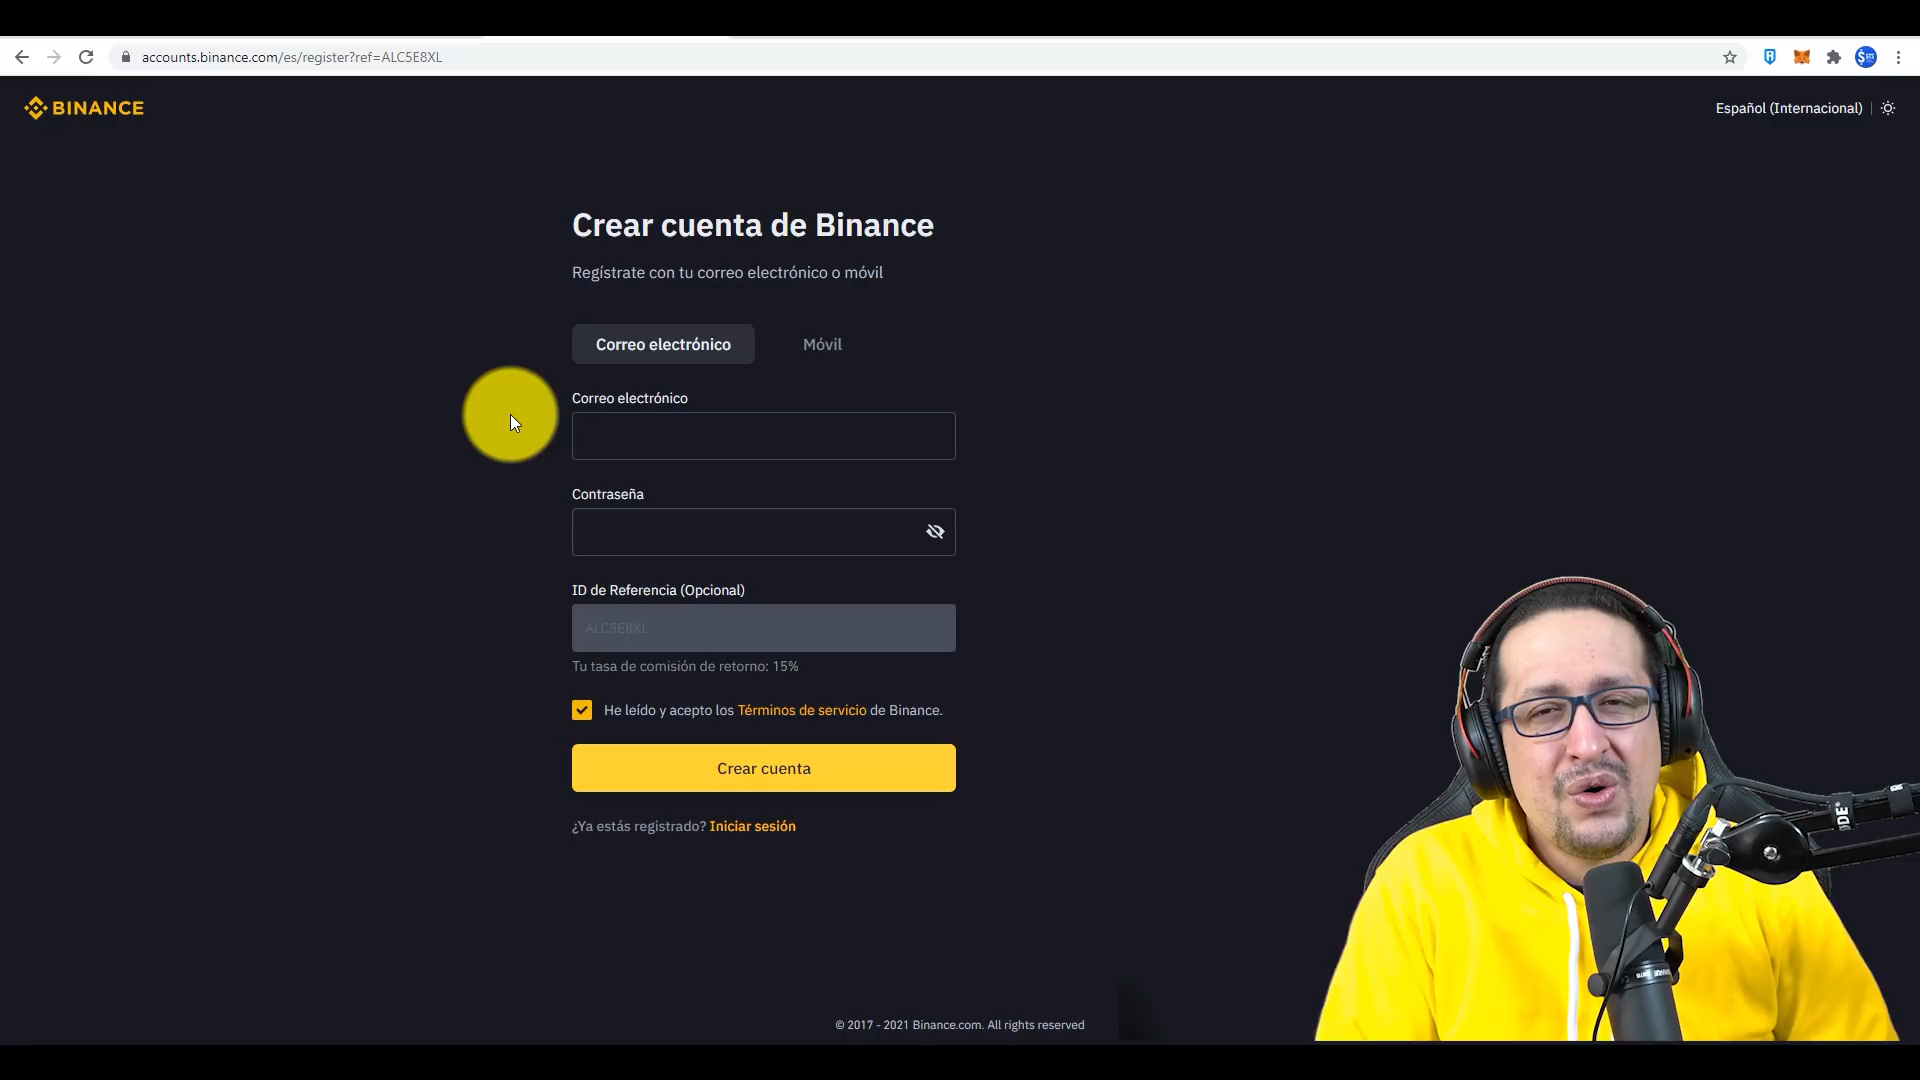 accounts.binance.com/es/register?ref=ALC5E8XL
BINANCE
Español (Internacional)
Crear cuenta de Binance
Regístrate con tu correo electrónico o móvil
Correo electrónico
Móvil
Correo electrónico
Contraseña
ID de Referencia (Opcional)
ALC5E8XL
Tu tasa de comisión de retorno: 15%
He leído y acepto los Términos de servicio de Binance.
Crear cuenta
¿Ya estás registrado? Iniciar sesión
© 2017 - 2021 Binance.com. All rights reserved